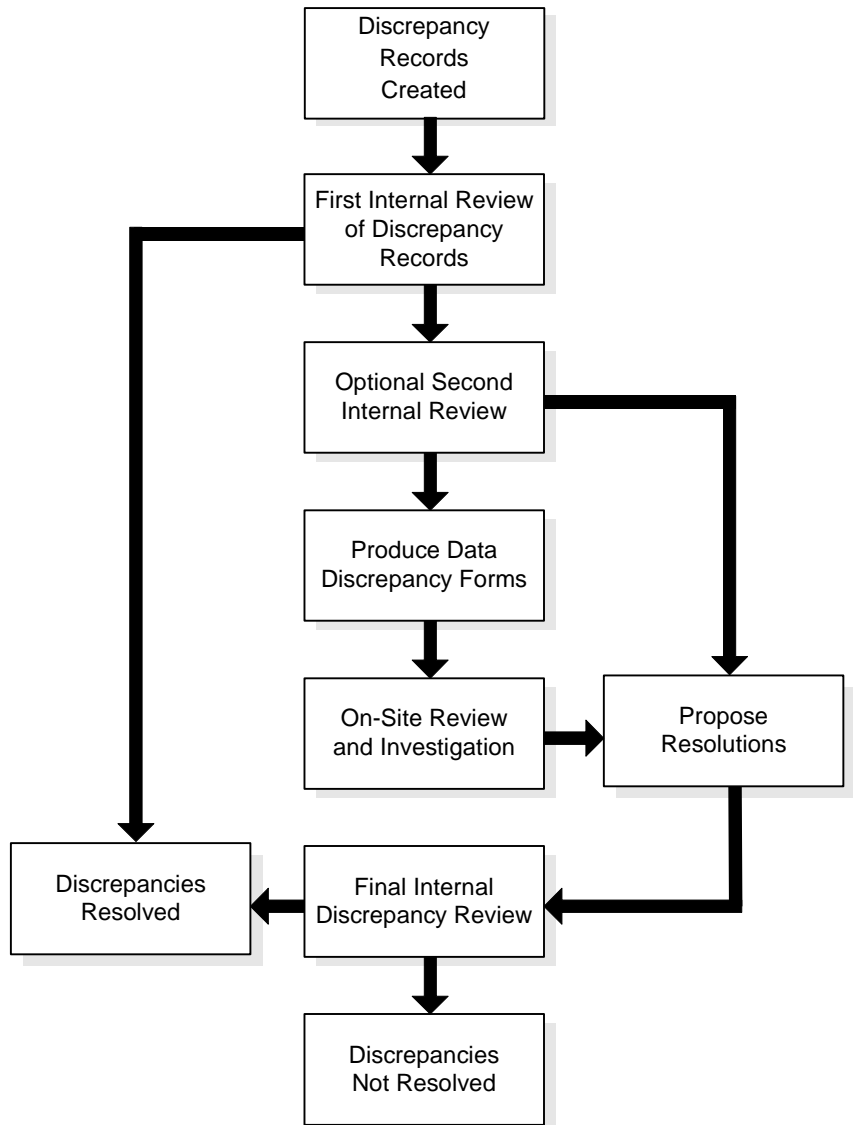 Discrepancy
Records
Created
First Internal Review
of Discrepancy
Records
Optional Second
Internal Review
Produce Data
Discrepancy Forms
On-Site Review
and Investigation
Propose
Resolutions
Discrepancies
Resolved
Final Internal
Discrepancy Review
Discrepancies
Not Resolved